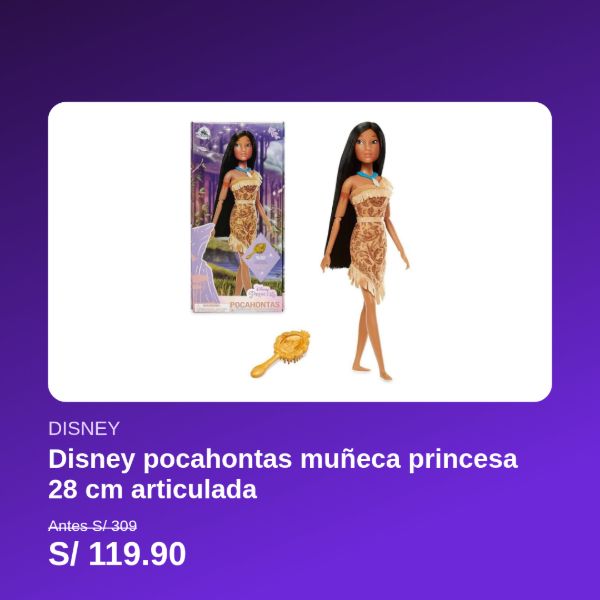 POCAHONTAS
DISNEY
Disney pocahontas muñeca princesa
28 cm articulada
Antes S/ 309
S/ 119.90